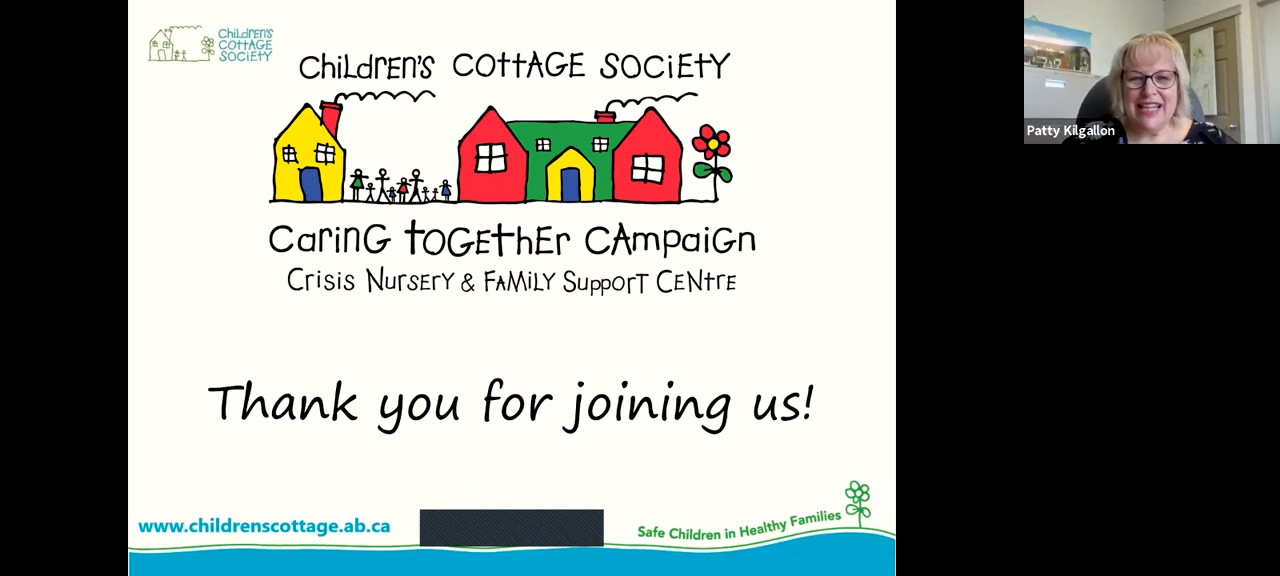 Children's
Cottage
Society
Children's Cottage Society
Caring Together Campaign
Crisis Nursery & Family Support Centre
Thank you for joining us!
www.childrenscottage.ab.ca
Safe Children in Healthy Families
Patty Kilgallon